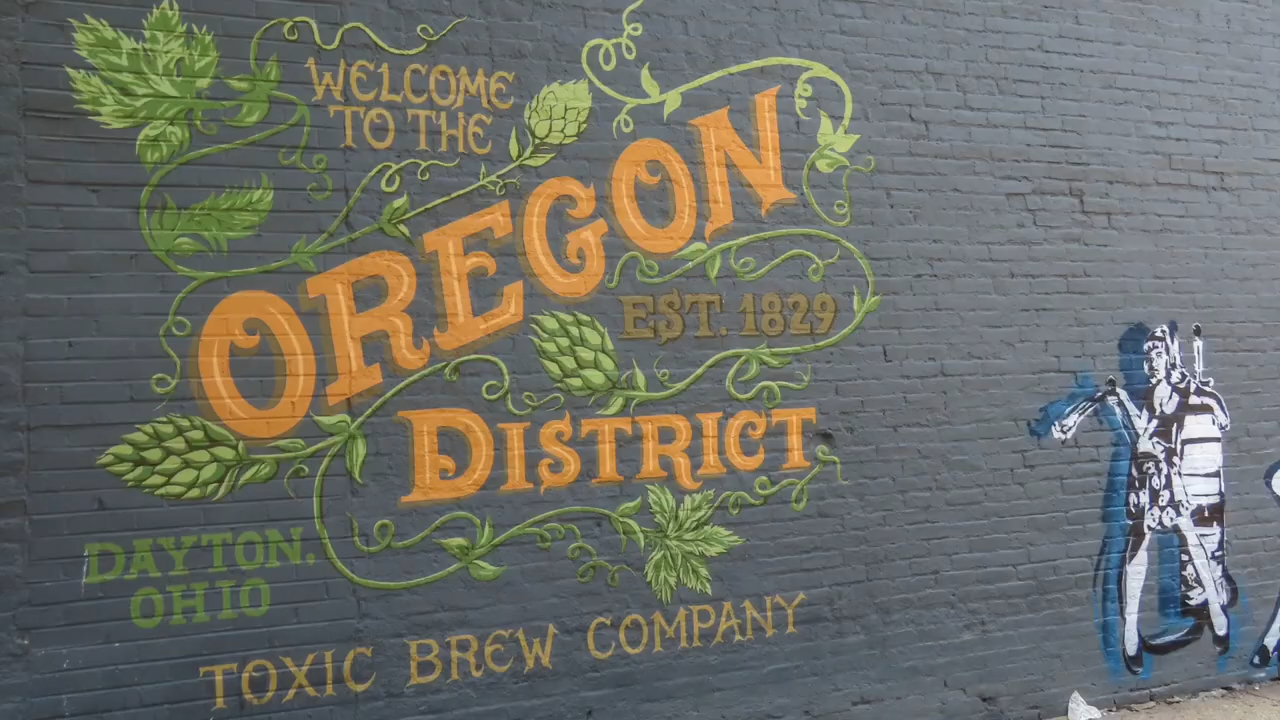 WELCOME
TO THE
OREGON
EST. 1829
DISTRICT
DAYTON,
OHIO
TOXIC BREW COMPANY